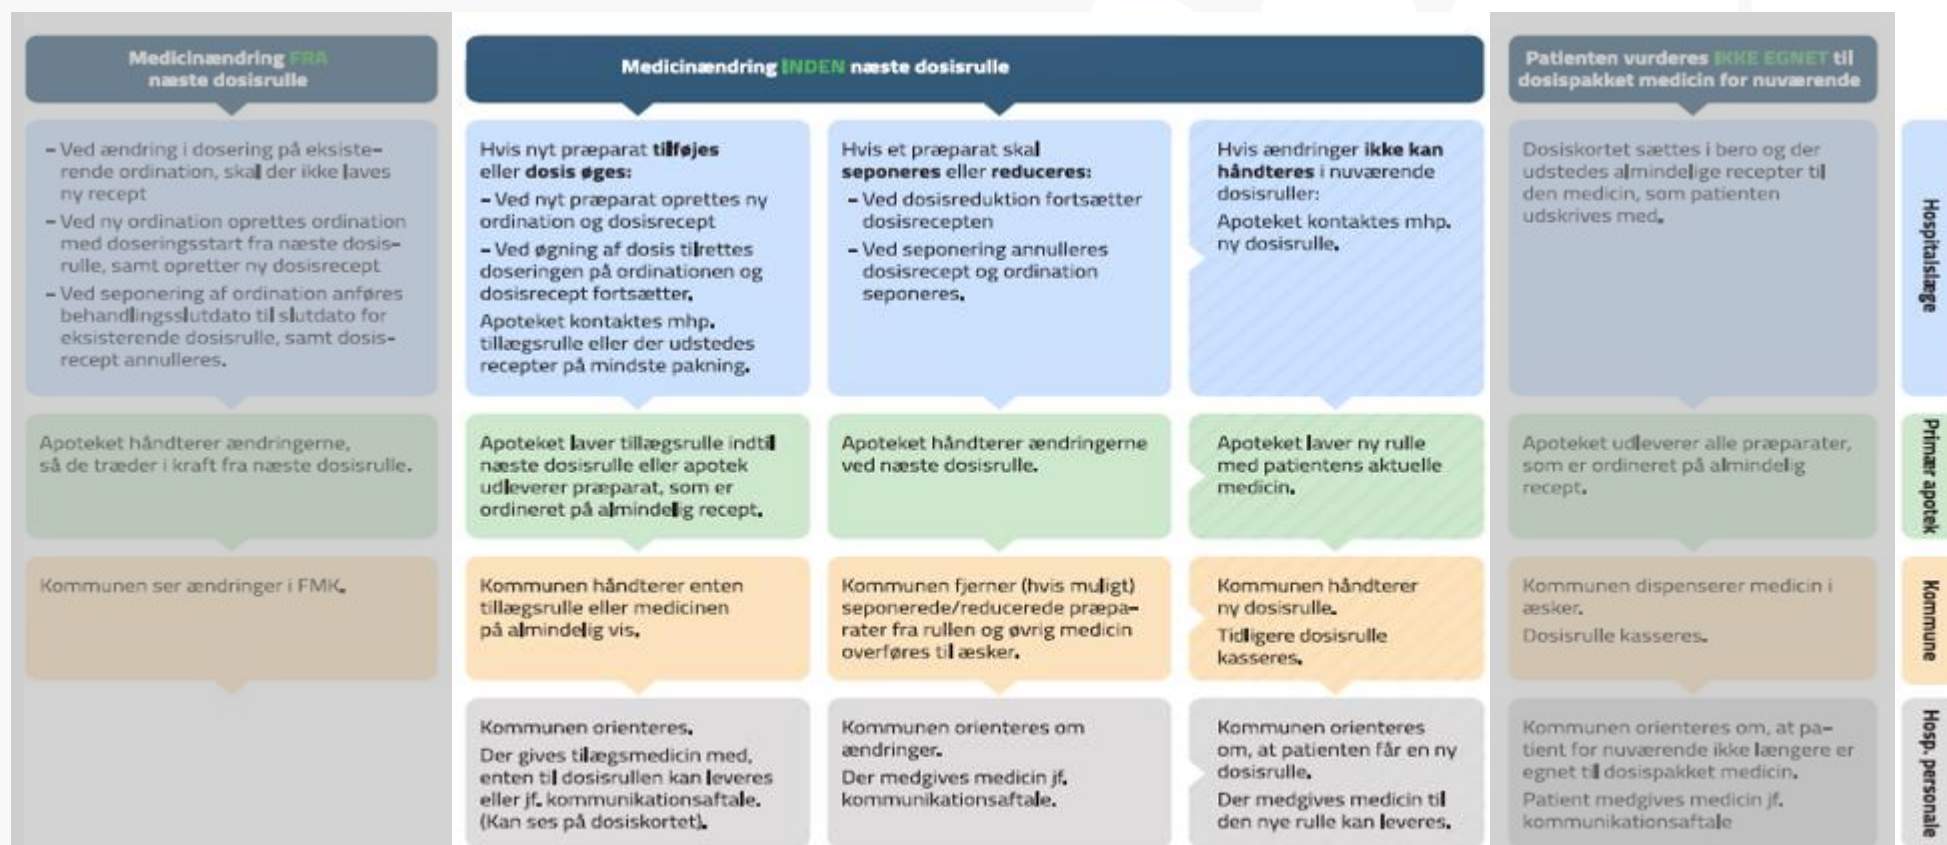 Medicinændring FRA
næste dosisrulle
– Ved ændring i dosering på eksiste–
rende ordination, skal der ikke laves
ny recept
– Ved ny ordination oprettes ordination
med doseringsstart fra næste dosis–
rulle, samt opretter ny dosisrecept
– Ved seponering af ordination anføres
behandlingsslutdato til slutdato for
eksisterende dosisrulle, samt dosis–
recept annulleres.
Apoteket håndterer ændringerne,
så de træder i kraft fra næste dosisrulle.
Kommunen ser ændringer i FMK.
Medicinændring INDEN næste dosisrulle
Hvis nyt præparat tilføjes
eller dosis øges:
– Ved nyt præparat oprettes ny
ordination og dosisrecept
– Ved øgning af dosis tilrettes
doseringen på ordinationen og
dosisrecept fortsætter.
Apoteket kontaktes mhp.
tillægsrulle eller der udstedes
recepter på mindste pakning.
Apoteket laver tillægsrulle indtil
næste dosisrulle eller apotek
udleverer præparat, som er
ordineret på almindelig recept.
Kommunen håndterer enten
tillægsrulle eller medicinen
på almindelig vis.
Kommunen orienteres.
Der gives tilægsmedicin med,
enten til dosisrullen kan leveres
eller jf. kommunikationsaftale.
(Kan ses på dosiskortet).
Hvis et præparat skal
seponeres eller reduceres:
– Ved dosisreduktion fortsætter
dosisrecepten
– Ved seponering annulleres
dosisrecept og ordination
seponeres.
Apoteket håndterer ændringerne
ved næste dosisrulle.
Kommunen fjerner (hvis muligt)
seponerede/reducerede præpa–
rater fra rullen og øvrig medicin
overføres til æsker.
Kommunen orienteres om
ændringer.
Der medgives medicin jf.
kommunikationsaftale.
Hvis ændringer ikke kan
håndteres i nuværende
dosisruller:
Apoteket kontaktes mhp.
ny dosisrulle.
Apoteket laver ny rulle
med patientens aktuelle
medicin.
Kommunen håndterer
ny dosisrulle.
Tidligere dosisrulle
kasseres.
Kommunen orienteres
om, at patienten får en ny
dosisrulle.
Der medgives medicin til
den nye rulle kan leveres.
Patienten vurderes IKKE EGNET til
dosispakket medicin for nuværende
Dosiskortet sættes i bero og der
udstedes almindelige recepter til
den medicin, som patienten
udskrives med.
Apoteket udleverer alle præparater,
som er ordineret på almindelig
recept.
Kommunen dispenserer medicin i
æsker.
Dosisrulle kasseres.
Kommunen orienteres om, at pa–
tient for nuværende ikke længere er
egnet til dosispakket medicin.
Patient medgives medicin jf.
kommunikationsaftale
Hospitalslæge
Primær apotek
Kommune
Hosp. personale